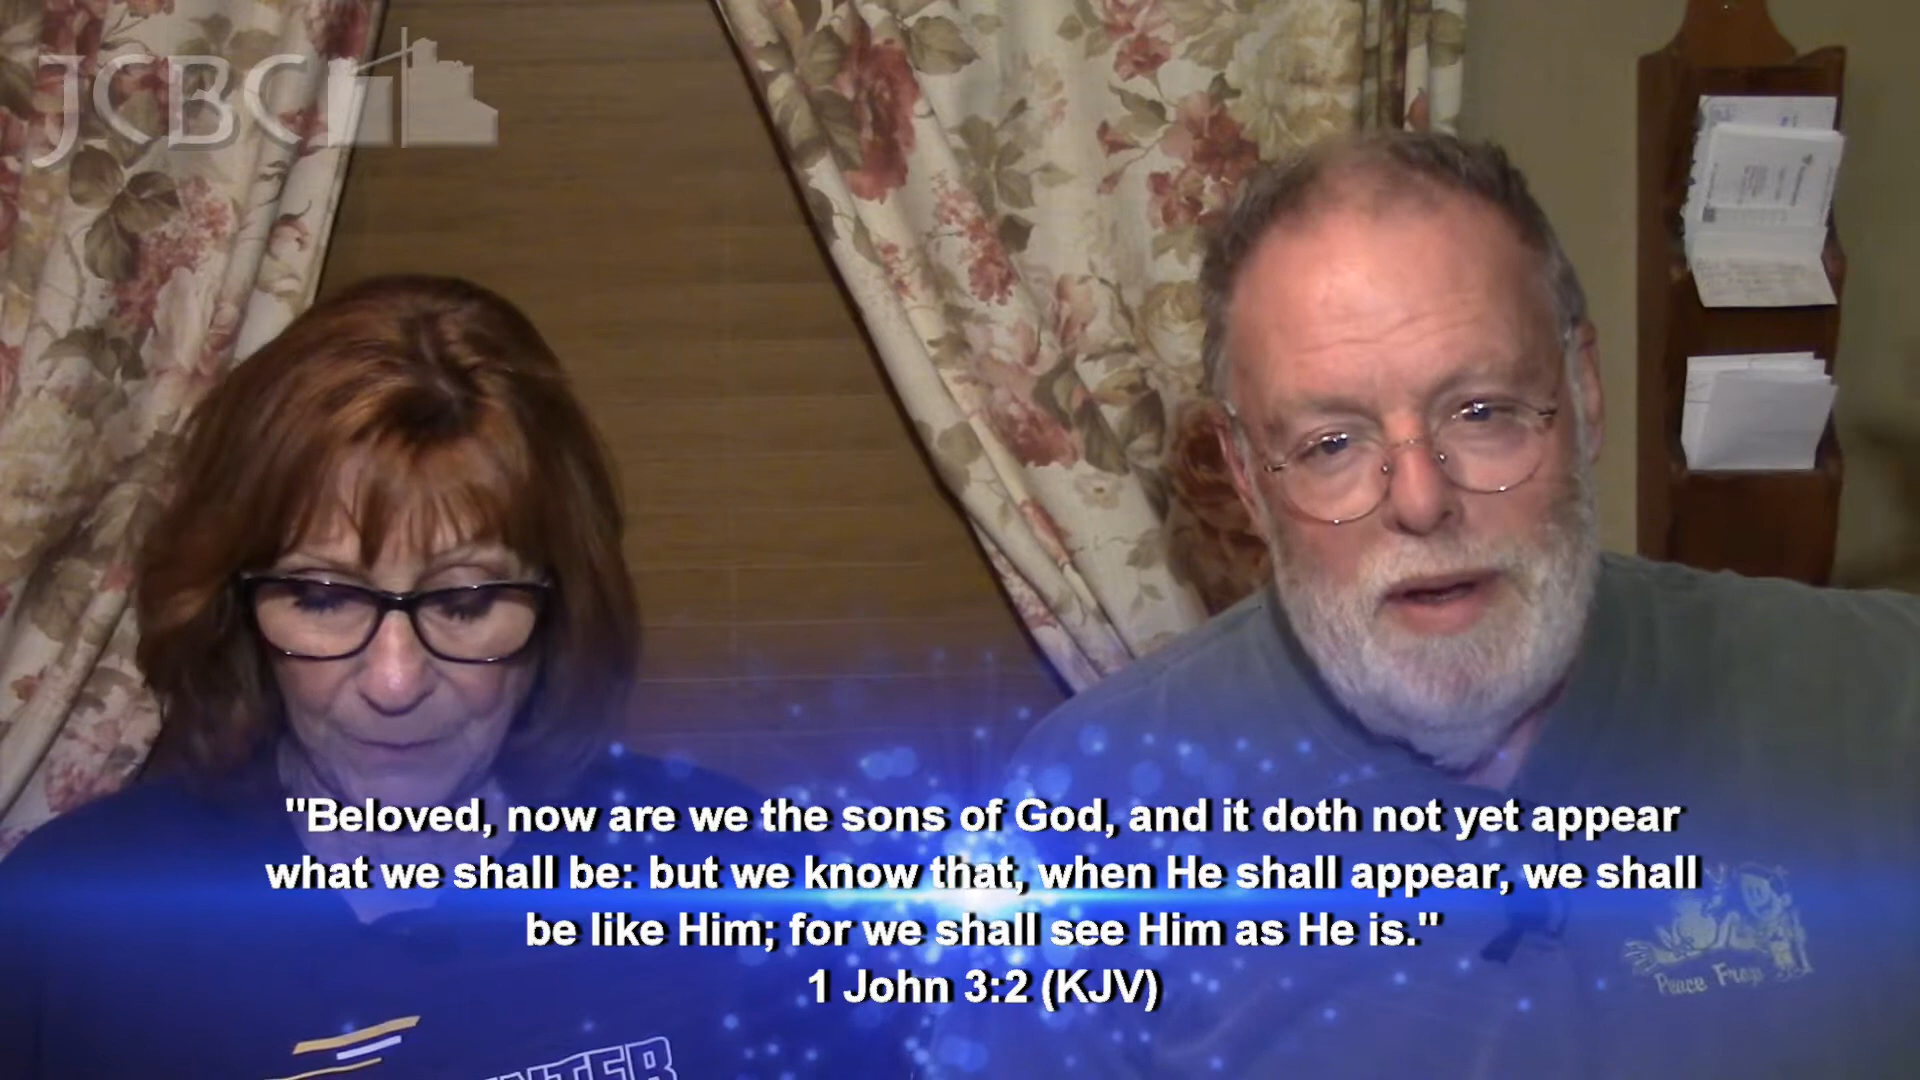 JCBC
"Beloved, now are we the sons of God, and it doth not yet appear
what we shall be: but we know that, when He shall appear, we shall
be like Him; for we shall see Him as He is."
1 John 3:2 (KJV)
Peace Frog